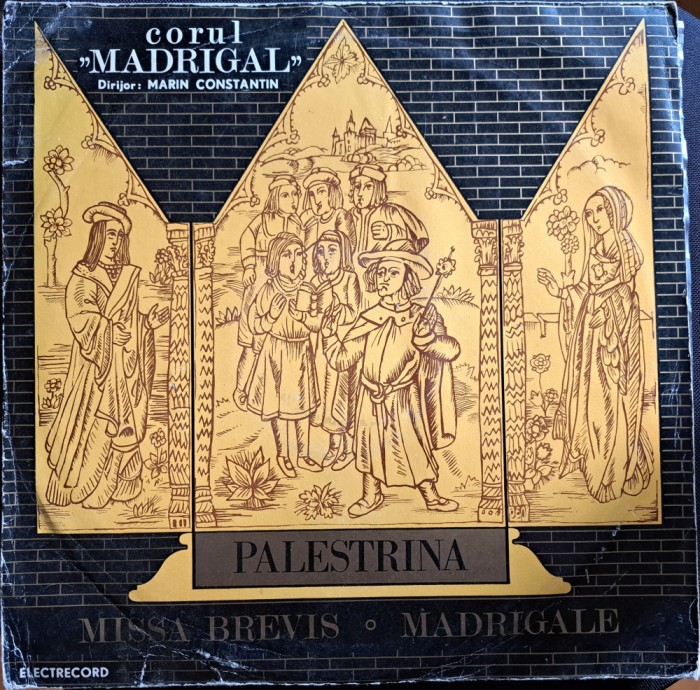 corul
„MADRIGAL”
Dirijor: MARIN CONSTANTIN
PALESTRINA
MISSA BREVIS • MADRIGALE
ELECTRECORD